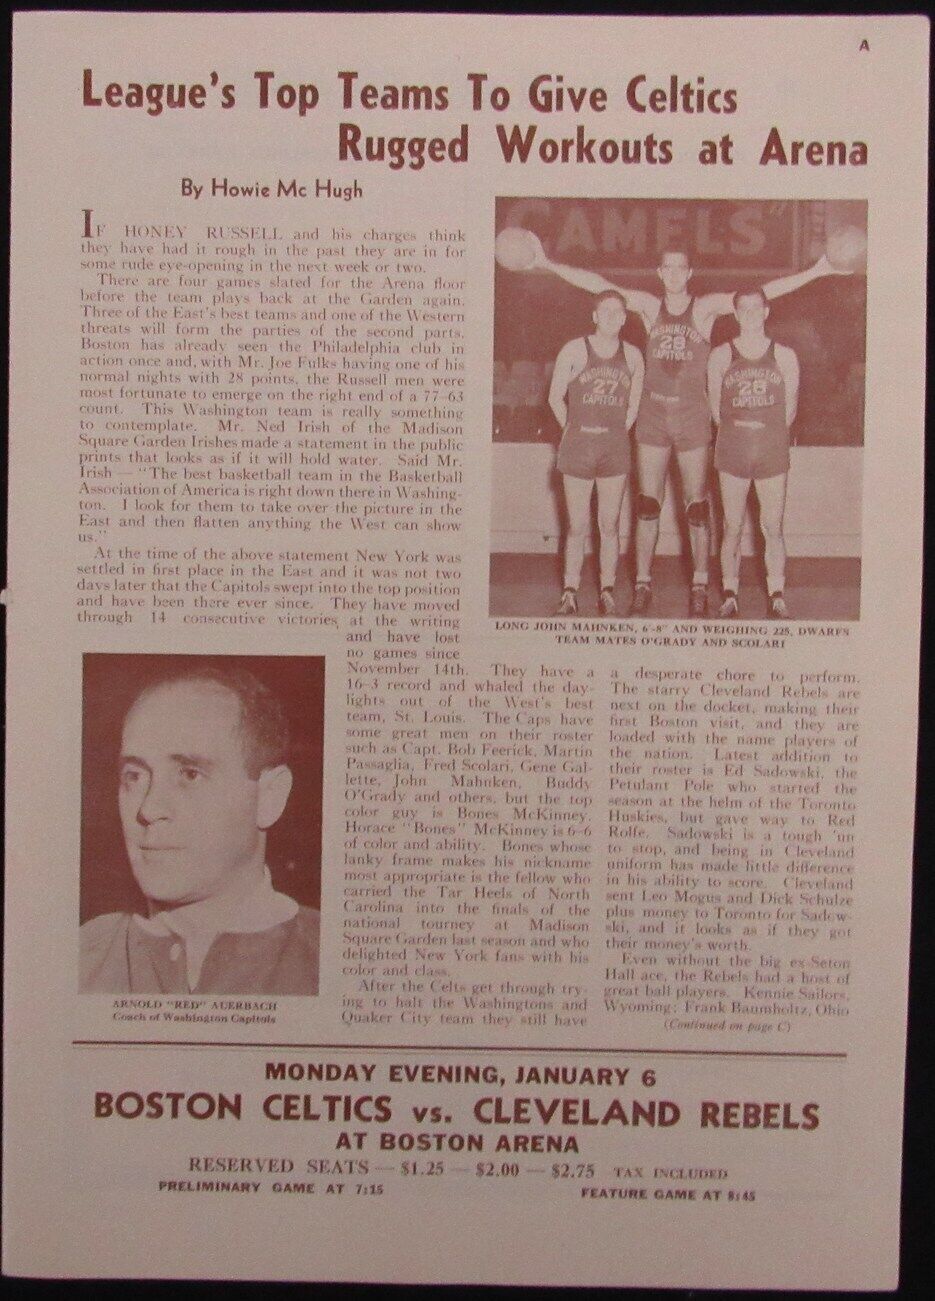 A
League's Top Teams To Give Celtics
Rugged Workouts at Arena
By Howie Mc Hugh
IF HONEY RUSSELL and his charges think
they have had it rough in the past they are in for
some rude eye-opening in the next week or two.
There are four games slated for the Arena floor
before the team plays back at the Garden again.
Three of the East's best teams and one of the Western
threats will form the parties of the second parts.
Boston has already seen the Philadelphia club in
action once and, with Mr. Joe Fulks having one of his
normal nights with 28 points, the Russell men were
most fortunate to emerge on the right end of a 77-63
count. This Washington team is really something
to contemplate. Mr. Ned Irish of the Madison
Square Garden Irishes made a statement in the public
prints that looks as if it will hold water. Said Mr.
Irish — "The best basketball team in the Basketball
Association of America is right down there in Washing-
ton. I look for them to take over the picture in the
East and then flatten anything the West can show
us."
At the time of the above statement New York was
settled in first place in the East and it was not two
days later that the Capitols swept into the top position
and have been there ever since. They have moved
through 14 consecutive victories at the writing
and have lost
no games since
November 14th. They have a
16-3 record and whaled the day-
lights out of the West's best
team, St. Louis. The Caps have
some great men on their roster
such as Capt. Bob Feerick, Martin
Passaglia, Fred Scolari, Gene Gal-
lette, John Mahnken, Buddy
O'Grady and others, but the top
color guy is Bones McKinney.
Horace "Bones" McKinney is 6-6
of color and ability. Bones whose
lanky frame makes his nickname
most appropriate is the fellow who
carried the Tar Heels of North
Carolina into the finals of the
national tourney at Madison
Square Garden last season and who
delighted New York fans with his
color and class.
After the Celts get through try-
ing to halt the Washingtons and
Quaker City team they still have
CAMELS"
WASHINGTON
27
CAPITOLS
WASHINGTON
28
CAPITOLS
WASHINGTON
26
CAPITOLS
LONG JOHN MAHNKEN, 6'-8" AND WEIGHING 225, DWARFS
TEAM MATES O'GRADY AND SCOLARI
a desperate chore to perform.
The starry Cleveland Rebels are
next on the docket, making their
first Boston visit, and they are
loaded with the name players of
the nation. Latest addition to
their roster is Ed Sadowski, the
Petulant Pole who started the
season at the helm of the Toronto
Huskies, but gave way to Red
Rolfe. Sadowski is a tough 'un
to stop, and being in Cleveland
uniform has made little difference
in his ability to score. Cleveland
sent Leo Mogus and Dick Schulze
plus money to Toronto for Sadow-
ski, and it looks as if they got
their money's worth.
Even without the big ex-Seton
Hall ace, the Rebels had a host of
great ball players. Kennie Sailors,
Wyoming; Frank Baumholtz, Ohio
(Continued on page C)
ARNOLD "RED" AUERBACH
Coach of Washington Capitols
MONDAY EVENING, JANUARY 6
BOSTON CELTICS vs. CLEVELAND REBELS
AT BOSTON ARENA
RESERVED SEATS — $1.25 — $2.00 — $2.75 TAX INCLUDED
PRELIMINARY GAME AT 7:15
FEATURE GAME AT 8:45